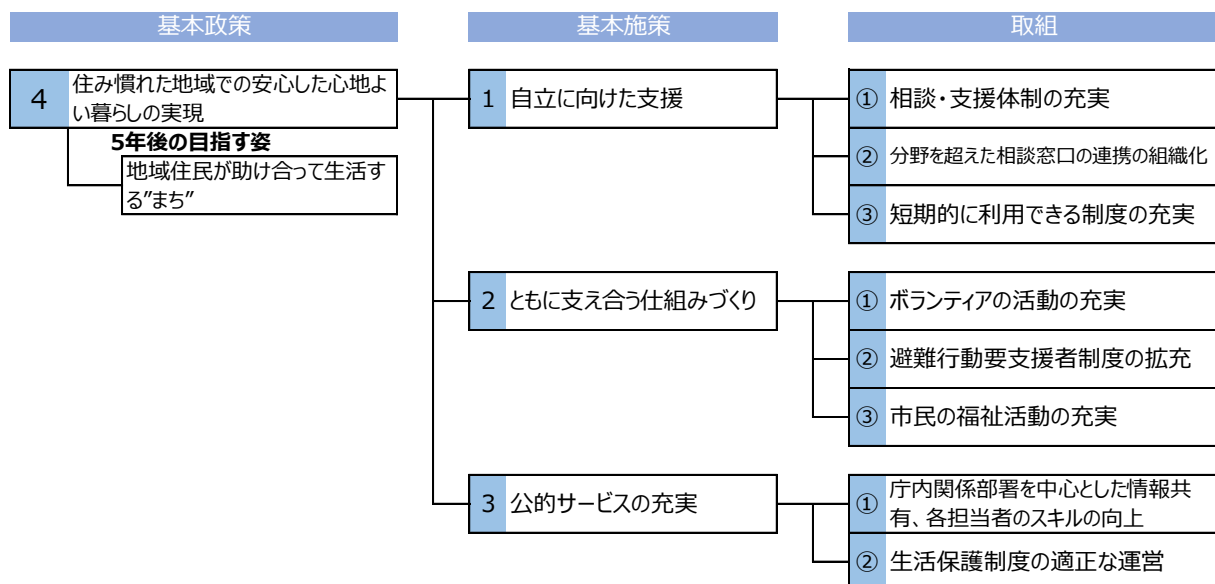 基本政策
基本施策
取組
4
住み慣れた地域での安心した心地よ
い暮らしの実現
5年後の目指す姿
地域住民が助け合って生活す
る”まち”
1 自立に向けた支援
① 相談・支援体制の充実
② 分野を超えた相談窓口の連携の組織化
③ 短期的に利用できる制度の充実
2 ともに支え合う仕組みづくり
① ボランティアの活動の充実
② 避難行動要支援者制度の拡充
③ 市民の福祉活動の充実
3 公的サービスの充実
①
庁内関係部署を中心とした情報共
有、各担当者のスキルの向上
② 生活保護制度の適正な運営